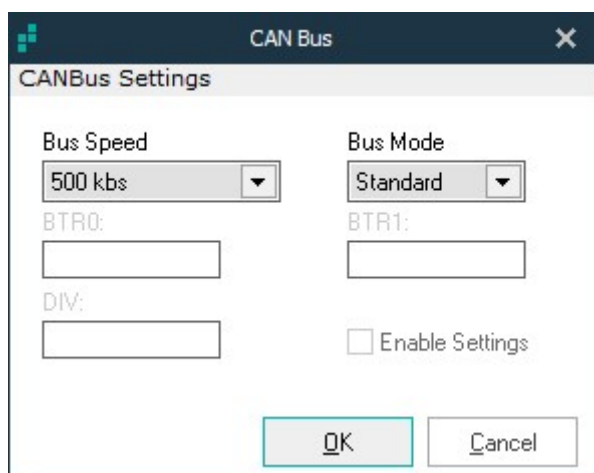 CAN Bus
CANBus Settings
Bus Speed Bus Mode
500 kbs Standard
BTR0: BTR1:
DIV:
Enable Settings
OK Cancel